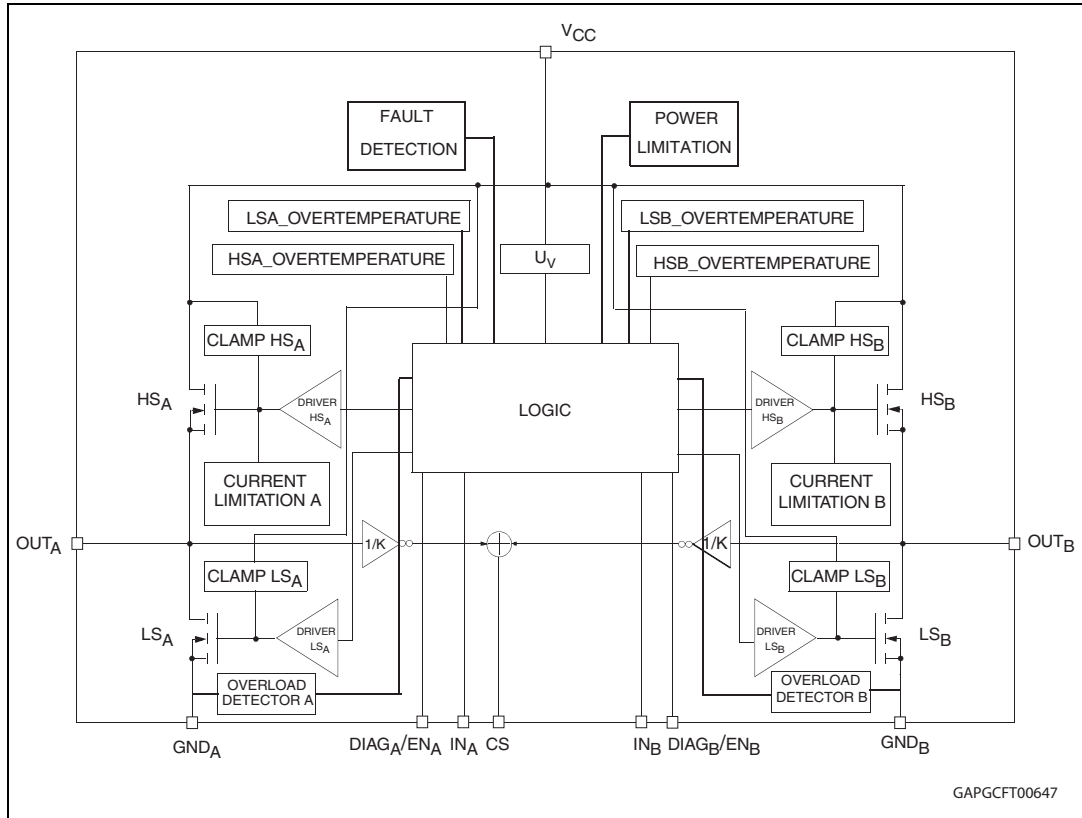 VCC
FAULT
DETECTION
POWER
LIMITATION
LSA_OVERTEMPERATURE
LSB_OVERTEMPERATURE
HSA_OVERTEMPERATURE
UV
HSB_OVERTEMPERATURE
CLAMP HSA
CLAMP HSB
HSA
DRIVER
HSA
LOGIC
DRIVER
HSB
HSB
CURRENT
LIMITATION A
CURRENT
LIMITATION B
OUTA
1/K
1/K
OUTB
CLAMP LSA
CLAMP LSB
LSA
DRIVER
LSA
DRIVER
LSB
LSB
OVERLOAD
DETECTOR A
OVERLOAD
DETECTOR B
GNDA
DIAGA/ENA
INA
CS
INB
DIAGB/ENB
GNDB
GAPGCFT00647